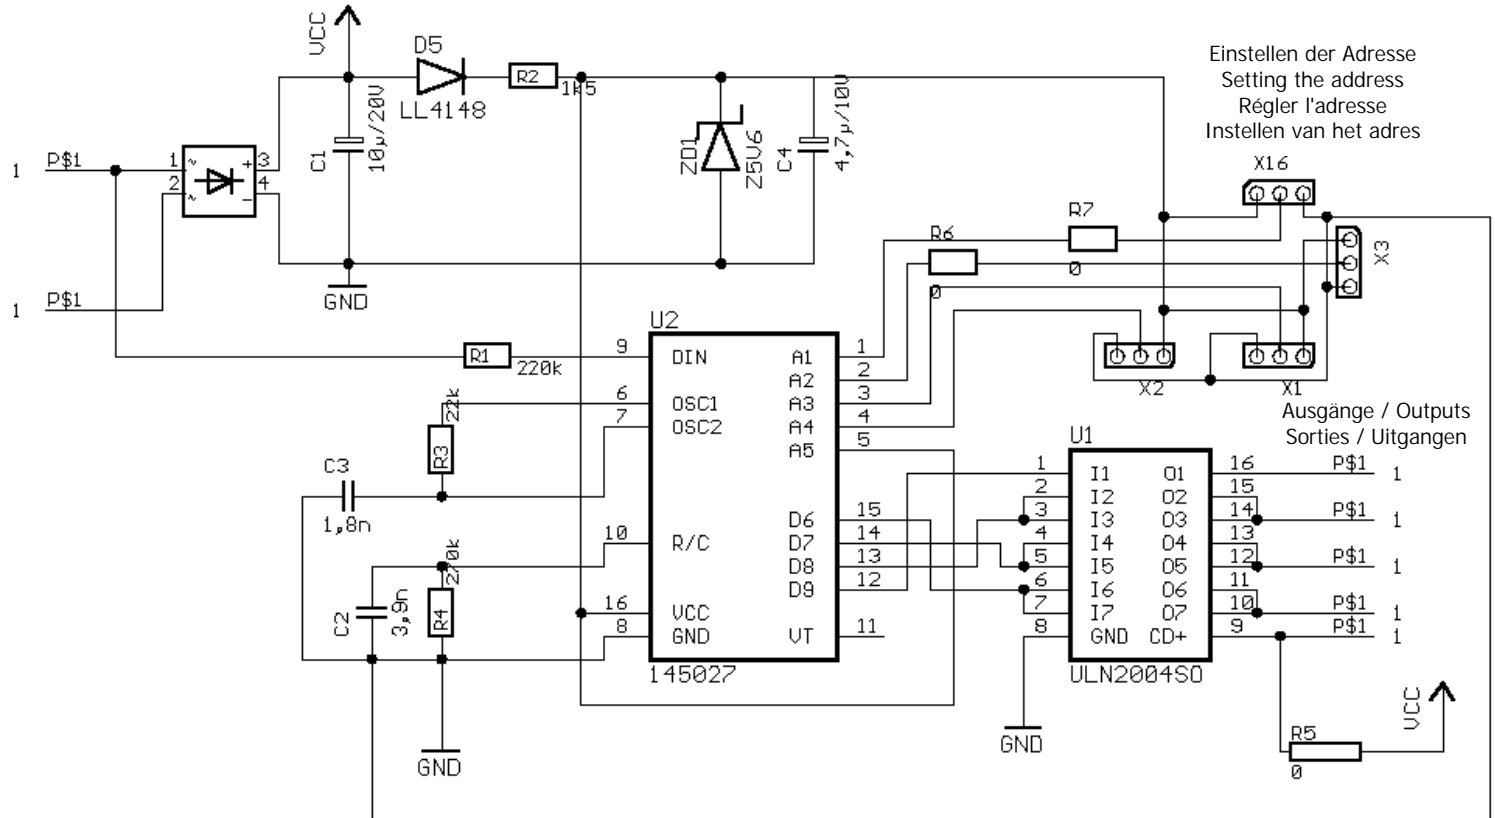 VCC
D5
LL4148
R2
1k5
C1
10µ/20V
ZD1
Z5V6
C4
4,7µ/10V
Einstellen der Adresse
Setting the address
Régler l'adresse
Instellen van het adres
X16
1 P$1
1 ~ + 3
2 ~ - 4
R7
0
R6
0
X3
1 P$1
GND
U2
R1
220k
9 DIN A1 1
A2 2
6 OSC1 A3 3
7 OSC2 A4 4
A5 5
X2
X1
Ausgänge / Outputs
Sorties / Uitgangen
22k
R3
C3
1,8n
U1
1 I1 O1 16 P$1 1
2 I2 O2 15
3 I3 O3 14 P$1 1
4 I4 O4 13
5 I5 O5 12 P$1 1
6 I6 O6 11
7 I7 O7 10 P$1 1
8 GND CD+ 9 P$1 1
ULN2004SO
D6 15
10 R/C D7 14
D8 13
D9 12
270k
R4
C2
3,9n
16 VCC
8 GND VT 11
145027
GND
GND
R5
0
VCC